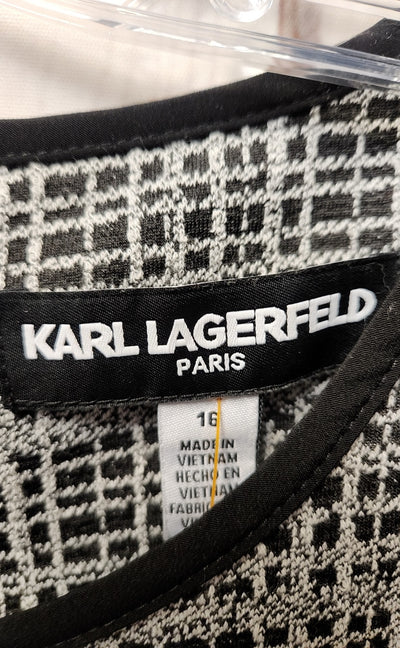 KARL LAGERFELD
PARIS
16
MADE IN
VIETNAM
HECHO EN
VIETNAM